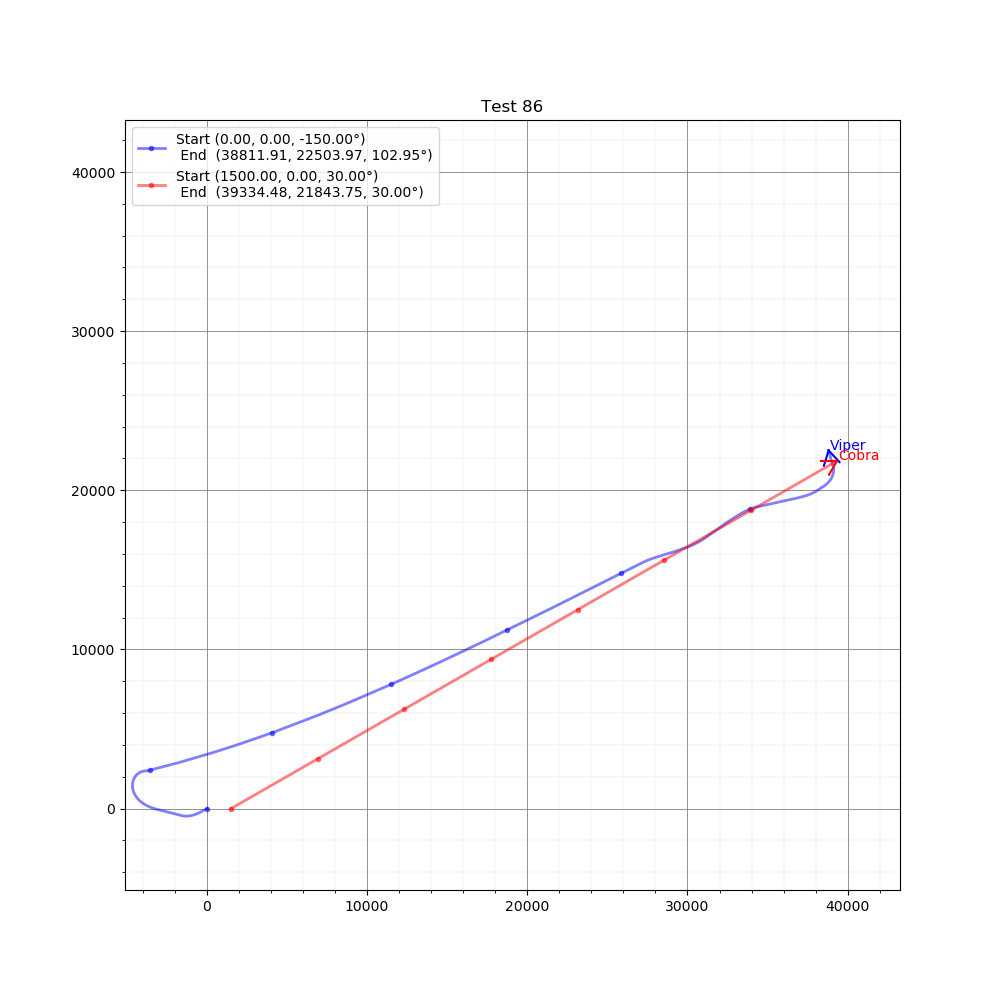 Test 86
Start (0.00, 0.00, -150.00°)
End  (38811.91, 22503.97, 102.95°)
Start (1500.00, 0.00, 30.00°)
End  (39334.48, 21843.75, 30.00°)
40000
30000
20000
10000
0
Viper
Cobra
0
10000
20000
30000
40000